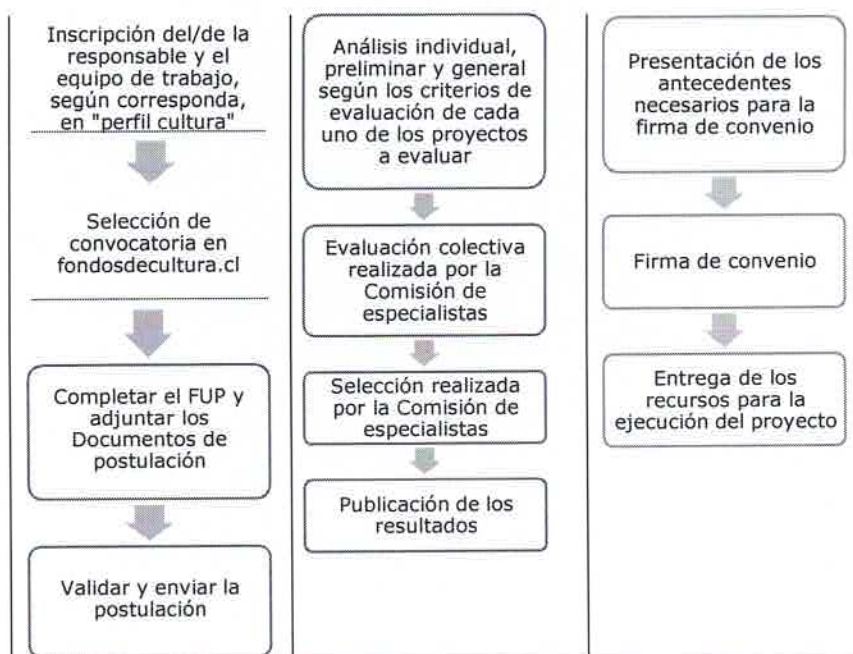 Inscripción del/de la
responsable y el
equipo de trabajo,
según corresponda,
en "perfil cultura"
Selección de
convocatoria en
fondosdecultura.cl
Completar el FUP y
adjuntar los
Documentos de
postulación
Validar y enviar la
postulación
Análisis individual,
preliminar y general
según los criterios de
evaluación de cada
uno de los proyectos
a evaluar
Evaluación colectiva
realizada por la
Comisión de
especialistas
Selección realizada
por la Comisión de
especialistas
Publicación de los
resultados
Presentación de los
antecedentes
necesarios para la
firma de convenio
Firma de convenio
Entrega de los
recursos para la
ejecución del proyecto